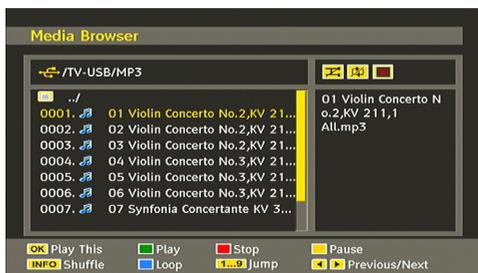 Media Browser
/TV-USB/MP3
../
0001. 01 Violin Concerto No.2,KV 21...
0002. 02 Violin Concerto No.2,KV 21...
0003. 03 Violin Concerto No.2,KV 21...
0004. 04 Violin Concerto No.3,KV 21...
0005. 05 Violin Concerto No.3,KV 21...
0006. 06 Violin Concerto No.3,KV 21...
0007. 07 Synfonia Concertante KV 3...
01 Violin Concerto N
o.2,KV 211,1
All.mp3
OK Play This Play Stop Pause
INFO Shuffle Loop 1...9 Jump Previous/Next